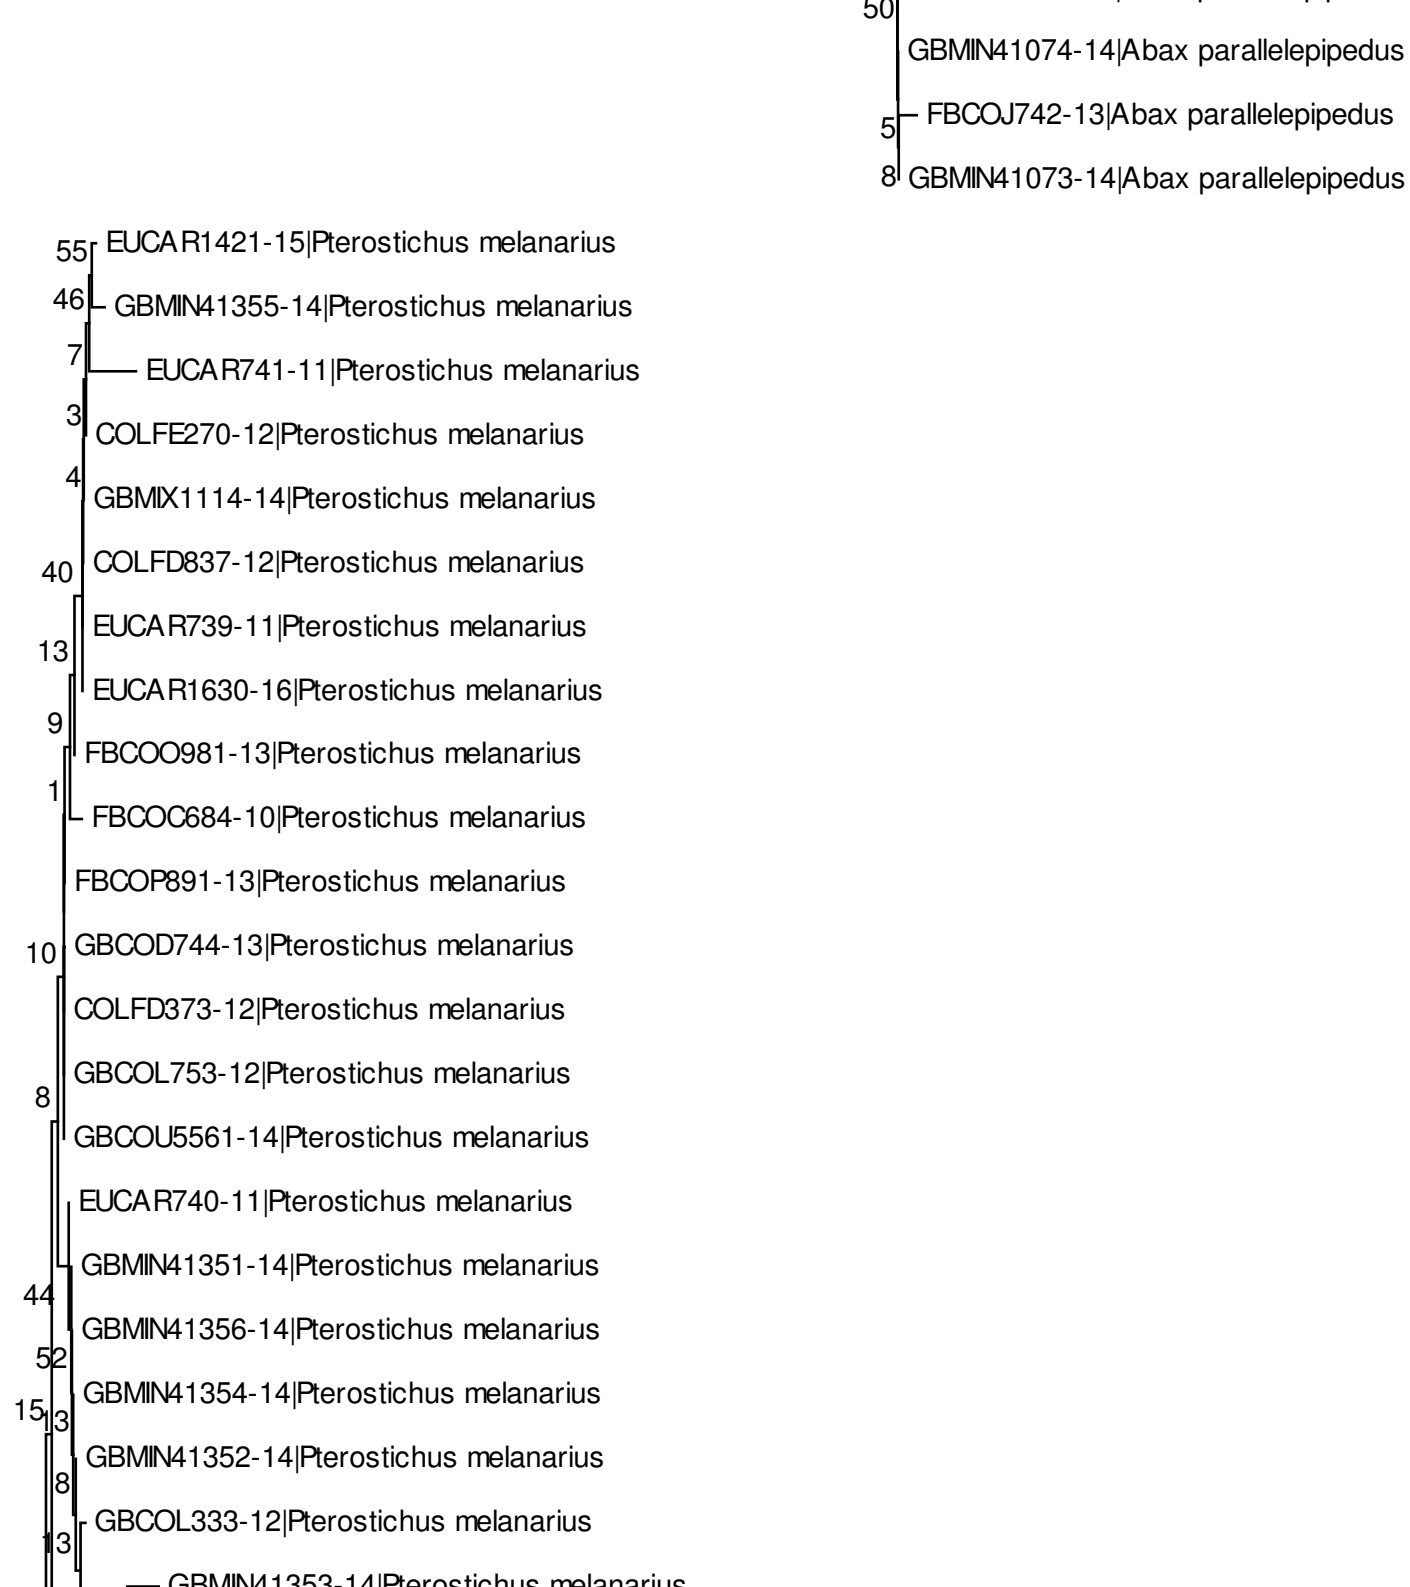 50
GBMIN41074-14|Abax parallelepipedus
FBCOJ742-13|Abax parallelepipedus
5
8 GBMIN41073-14|Abax parallelepipedus
55 EUCAR1421-15|Pterostichus melanarius
46
GBMIN41355-14|Pterostichus melanarius
7
EUCAR741-11|Pterostichus melanarius
3
COLFE270-12|Pterostichus melanarius
4
GBMIX1114-14|Pterostichus melanarius
COLFD837-12|Pterostichus melanarius
40
EUCAR739-11|Pterostichus melanarius
13
EUCAR1630-16|Pterostichus melanarius
9
FBCOO981-13|Pterostichus melanarius
1
FBCOC684-10|Pterostichus melanarius
FBCOP891-13|Pterostichus melanarius
10 GBCOD744-13|Pterostichus melanarius
COLFD373-12|Pterostichus melanarius
GBCOL753-12|Pterostichus melanarius
8
GBCOU5561-14|Pterostichus melanarius
EUCAR740-11|Pterostichus melanarius
GBMIN41351-14|Pterostichus melanarius
44
GBMIN41356-14|Pterostichus melanarius
52
GBMIN41354-14|Pterostichus melanarius
15
13
GBMIN41352-14|Pterostichus melanarius
8
GBCOL333-12|Pterostichus melanarius
13
GBMIN41353-14|Pterostichus melanarius